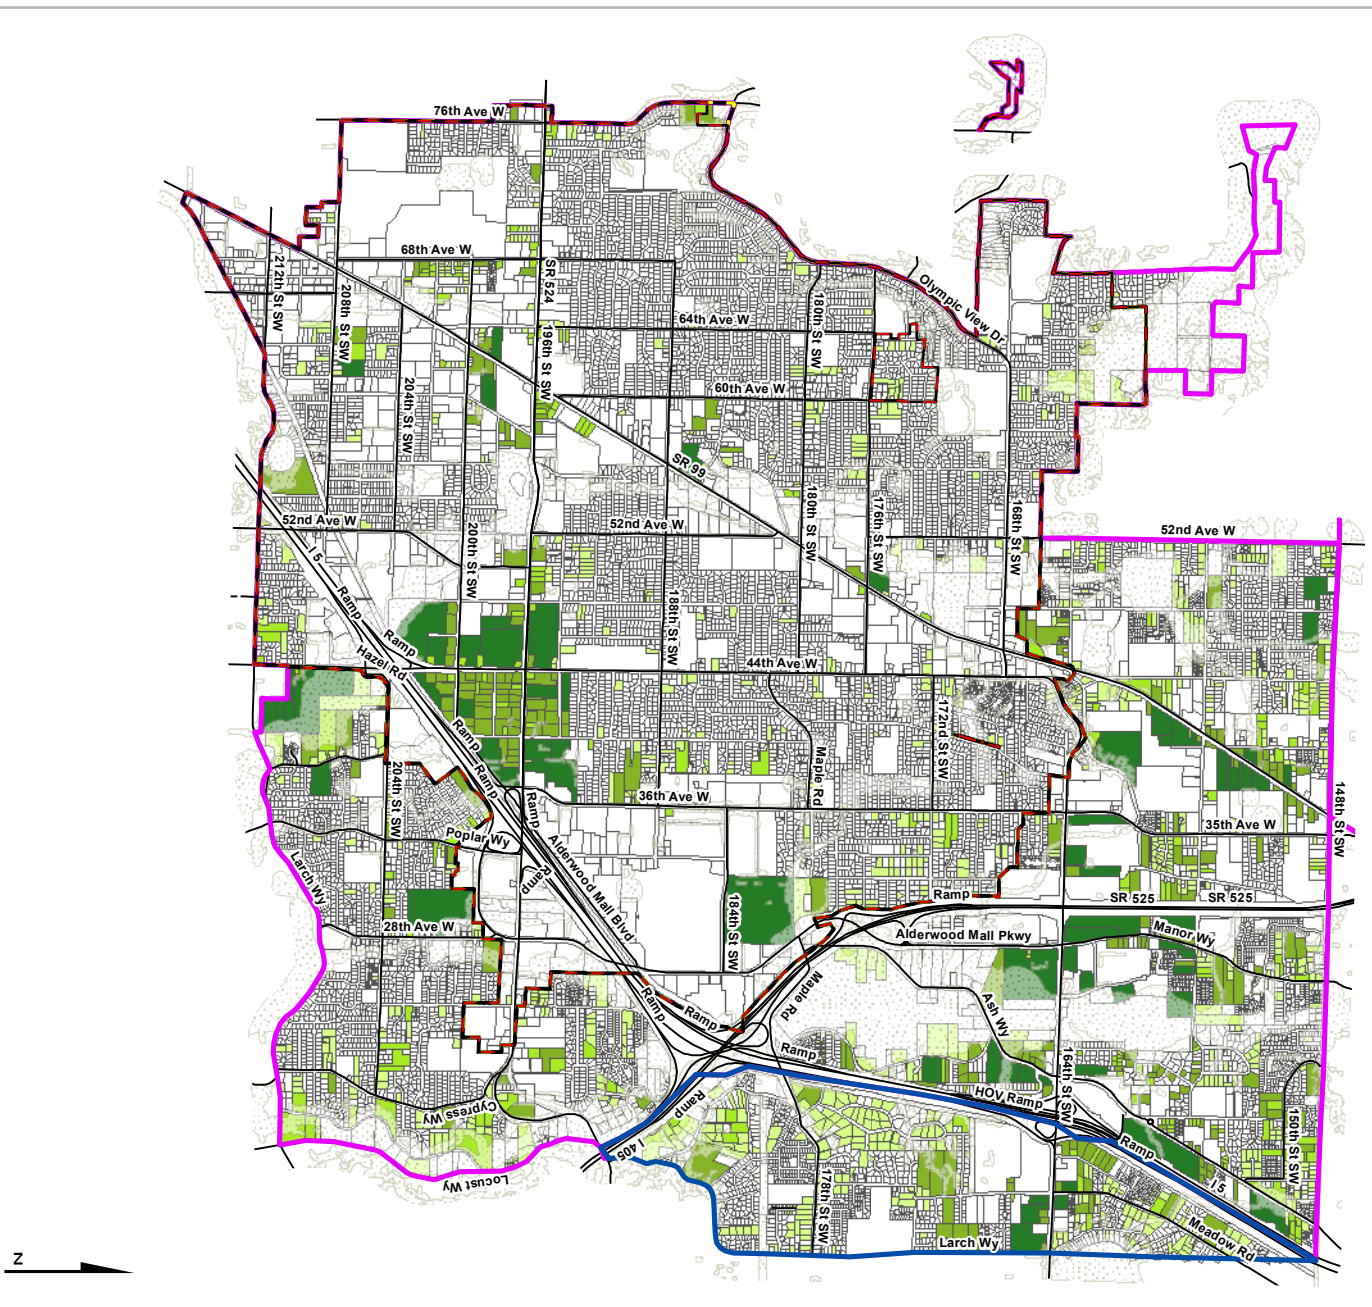 76th Ave W
68th Ave W
212th St SW
208th St SW
SR 524
196th St SW
64th Ave W
180th St SW
Olympic View Dr
60th Ave W
204th St SW
SR 99
52nd Ave W
52nd Ave W
52nd Ave W
I 5
200th St SW
180th St SW
176th St SW
168th St SW
188th St SW
Ramp
Ramp
Hazel Rd
44th Ave W
172nd St SW
Ramp
Ramp
Ramp
Maple Rd
204th St SW
36th Ave W
35th Ave W
148th St SW
Poplar Wy
Ramp
Alderwood Mall Blvd
Larch Wy
28th Ave W
184th St SW
Ramp
SR 525
SR 525
Alderwood Mall Pkwy
Manor Wy
Maple Rd
Ash Wy
Ramp
Ramp
Ramp
164th St SW
HOV Ramp
Cypress Wy
Ramp
I 405
Ramp
150th St SW
I 5
Locust Wy
178th St SW
Larch Wy
Meadow Rd
Z